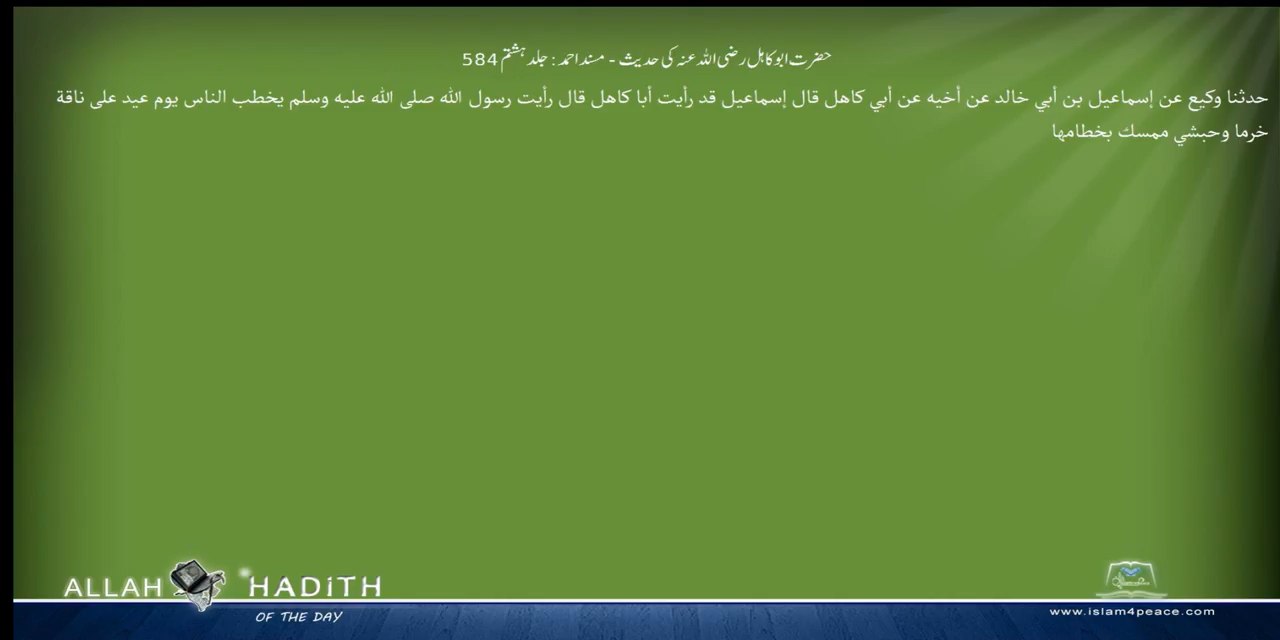 حضرت ابوکاہل رضی اللہ عنہ کی حدیث - مسند احمد : جلد ہشتم 584
حدثنا وكيع عن إسماعيل بن أبي خالد عن أخيه عن أبي كاهل قال إسماعيل قد رأيت أبا كاهل قال رأيت رسول الله صلى الله عليه وسلم يخطب الناس يوم عيد على ناقة
خرما وحبشي ممسك بخطامها
ALLAH HADITH
OF THE DAY
www.islam4peace.com